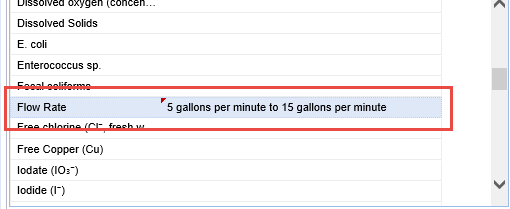 Dissolved oxygen (concen...
Dissolved Solids
E. coli
Enterococcus sp.
Fecal coliforms
Flow Rate 5 gallons per minute to 15 gallons per minute
Free chlorine (Cl⁻, fresh w
Free Copper (Cu)
Iodate (IO₃⁻)
Iodide (I⁻)